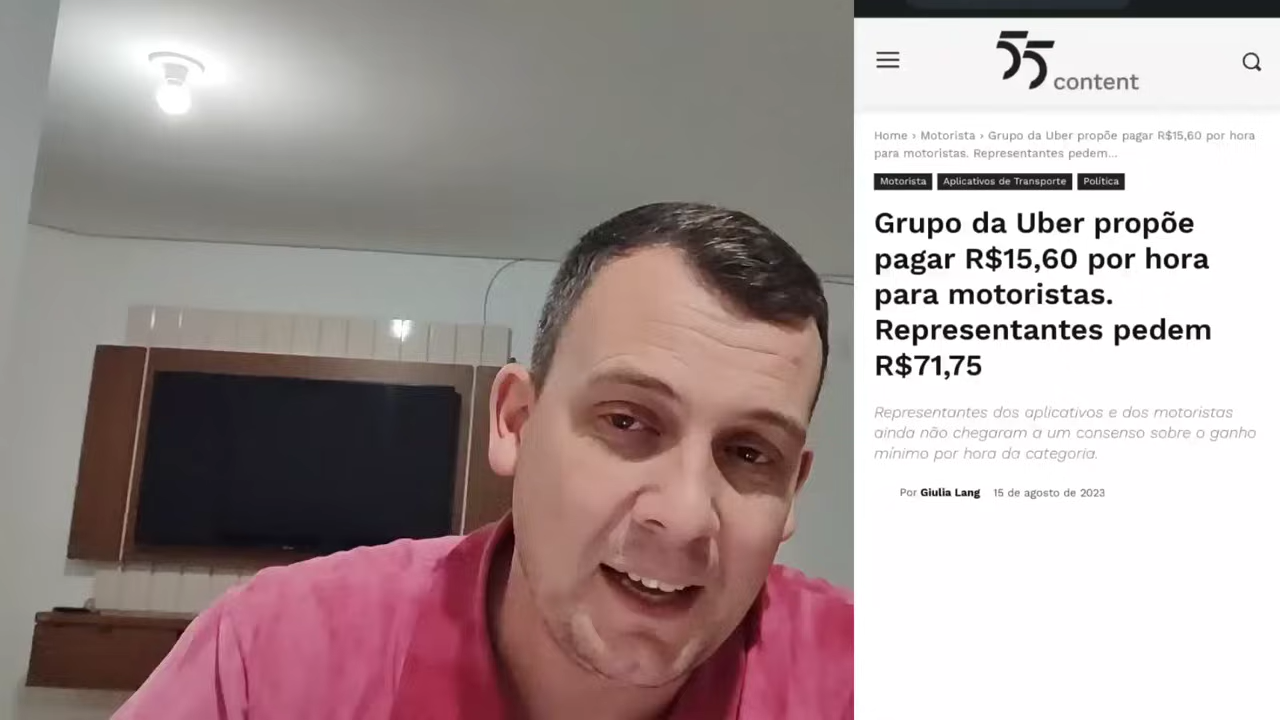 55
content
Home › Motorista › Grupo da Uber propõe pagar R$15,60 por hora
para motoristas. Representantes pedem...
Motorista Aplicativos de Transporte Política
Grupo da Uber propõe
pagar R$15,60 por hora
para motoristas.
Representantes pedem
R$71,75
Representantes dos aplicativos e dos motoristas
ainda não chegaram a um consenso sobre o ganho
mínimo por hora da categoria.
Por Giulia Lang 15 de agosto de 2023